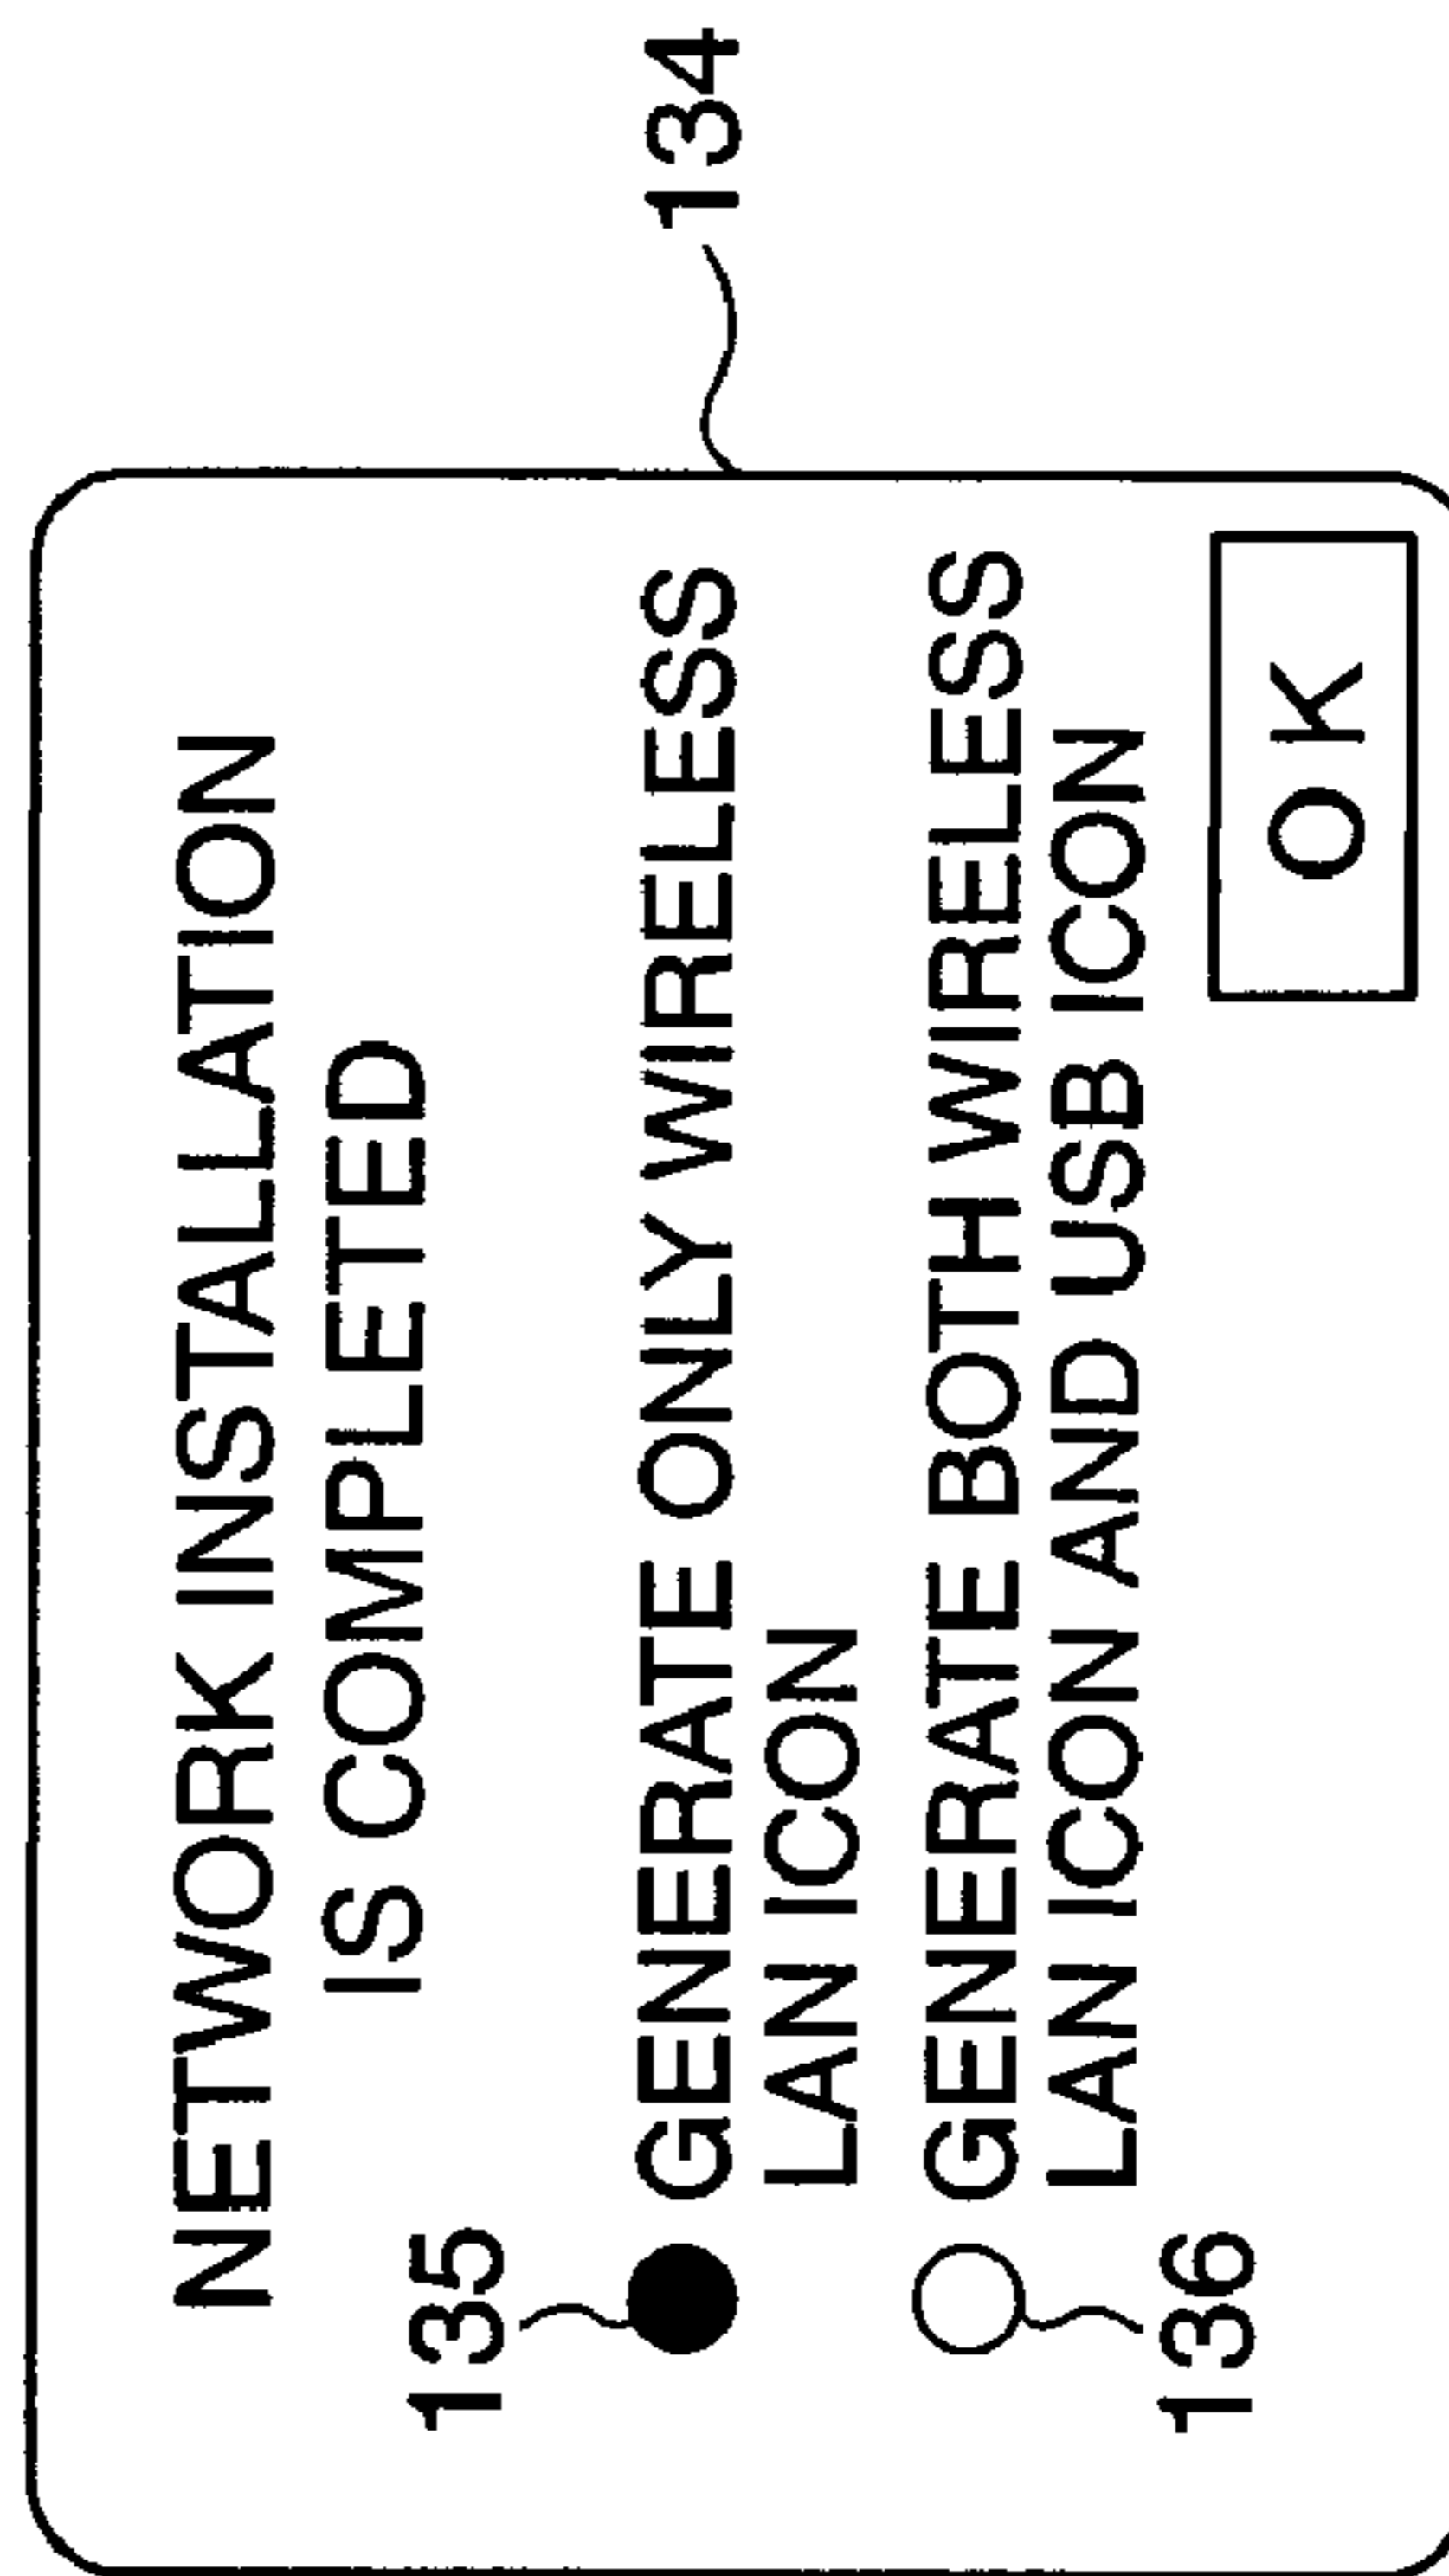 134
NETWORK INSTALLATION
IS COMPLETED
135
GENERATE ONLY WIRELESS
LAN ICON
GENERATE BOTH WIRELESS
LAN ICON AND USB ICON
136
OK